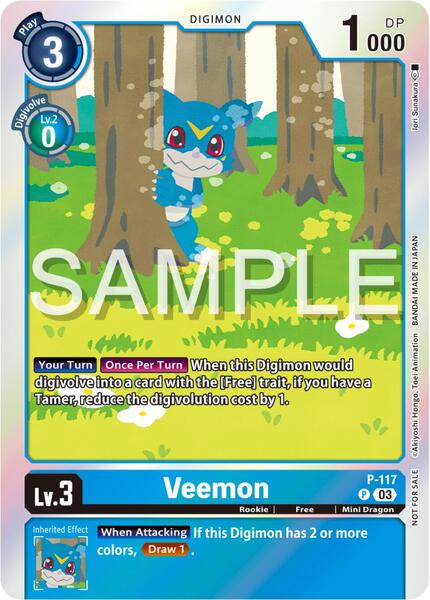 Play
3
DIGIMON
DP
1000
Digivolve
Lv.2
0
Iori Sunakura
SAMPLE
Your Turn Once Per Turn When this Digimon would
digivolve into a card with the [Free] trait, if you have a
Tamer, reduce the digivolution cost by 1.
©Akiyoshi Hongo, Toei Animation BANDAI MADE IN JAPAN
NOT FOR SALE
Lv.3
Veemon
P-117
P 03
Rookie Free Mini Dragon
Inherited Effect
When Attacking If this Digimon has 2 or more
colors, Draw 1 .